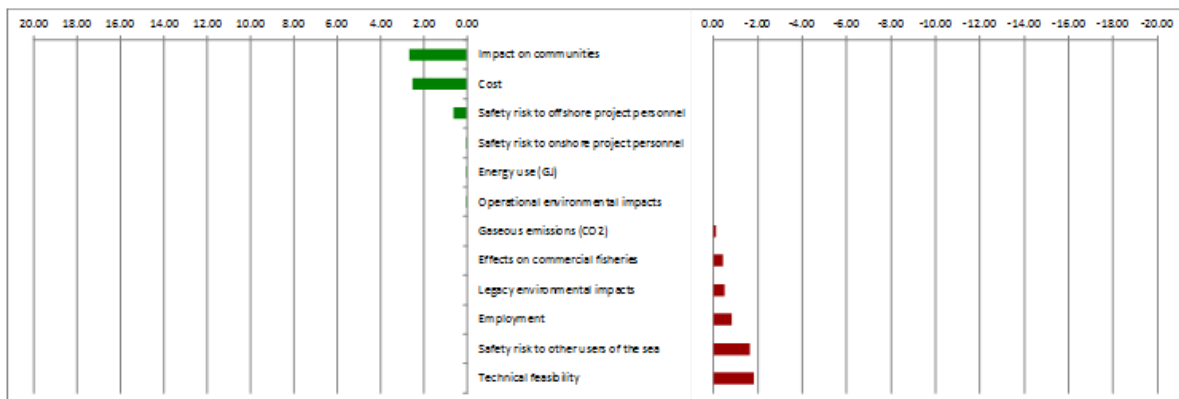 20.00 18.00 16.00 14.00 12.00 10.00 8.00 6.00 4.00 2.00 0.00 0.00 -2.00 -4.00 -6.00 -8.00 -10.00 -12.00 -14.00 -16.00 -18.00 -20.00
Impact on communities
Cost
Safety risk to offshore project personnel
Safety risk to onshore project personnel
Energy use (GJ)
Operational environmental impacts
Gaseous emissions (CO2)
Effects on commercial fisheries
Legacy environmental impacts
Employment
Safety risk to other users of the sea
Technical feasibility